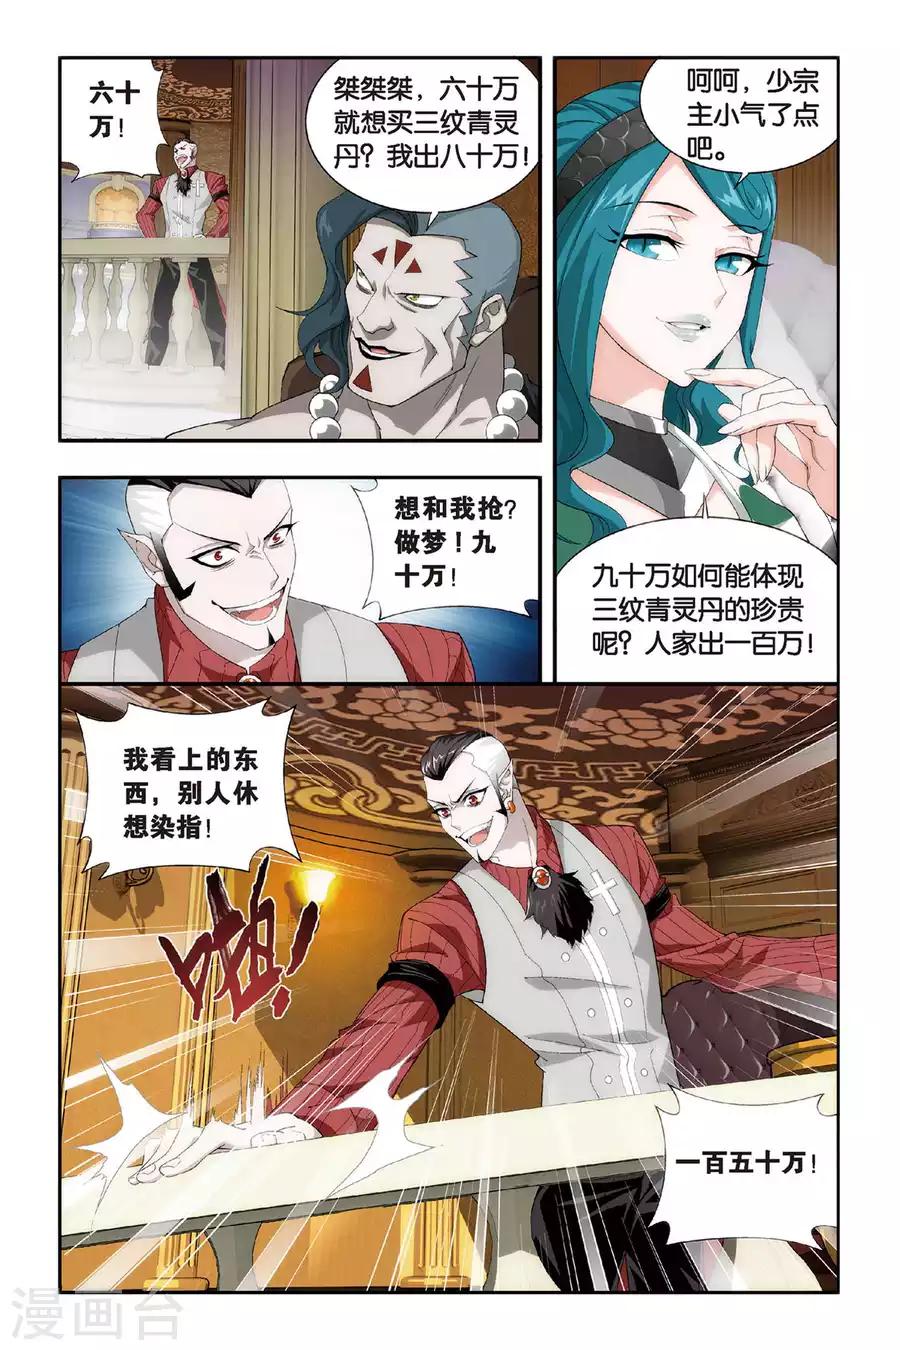 六十
万！
桀桀桀，六十万
就想买三纹青灵
丹？我出八十万！
呵呵，少宗
主小气了点
吧。
想和我抢？
做梦！九
十万！
九十万如何能体现
三纹青灵丹的珍贵
呢？人家出一百万！
我看上的东
西，别人休
想染指！
啪！
一百五十万！
漫画台